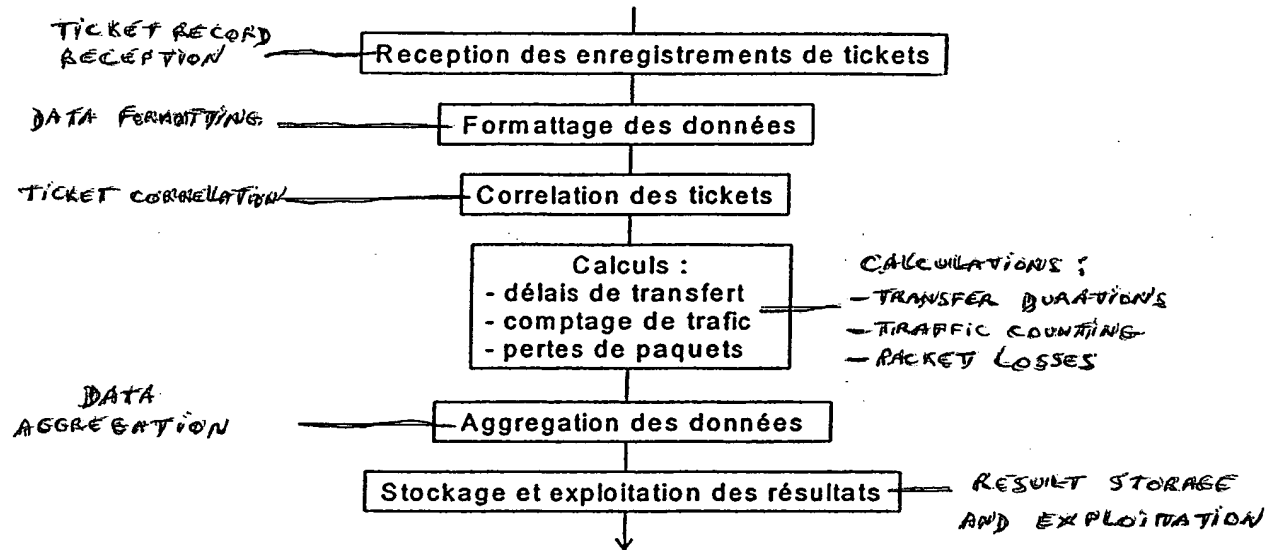 TICKET RECORD
RECEPTION
Reception des enregistrements de tickets
DATA FORMATTING
Formattage des données
TICKET CORRELATION
Correlation des tickets
Calculs :
- délais de transfert
- comptage de trafic
- pertes de paquets
CALCULATIONS :
- TRANSFER DURATIONS
- TRAFFIC COUNTING
- PACKET LOSSES
DATA
AGGREGATION
Aggregation des données
Stockage et exploitation des résultats
RESULT STORAGE
AND EXPLOITATION